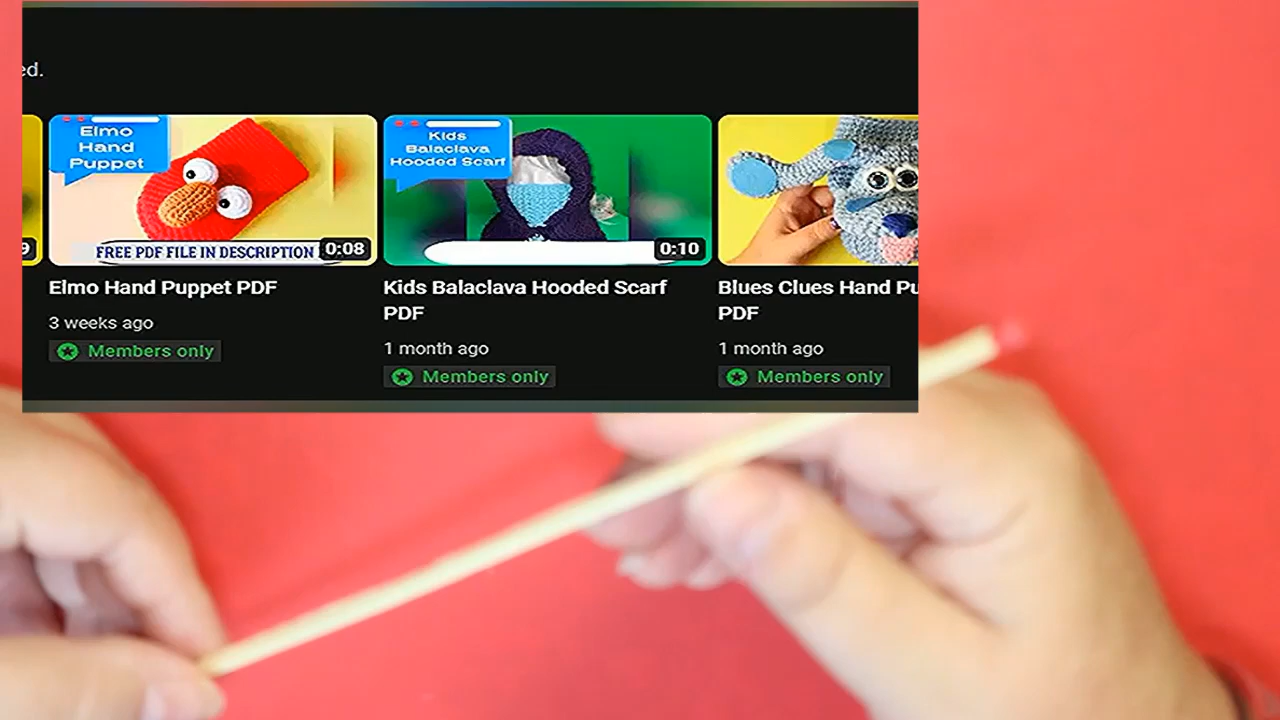 ed.
Elmo
Hand
Puppet
FREE PDF FILE IN DESCRIPTION
0:08
Kids
Balaclava
Hooded Scarf
0:10
9
Elmo Hand Puppet PDF
3 weeks ago
Members only
Kids Balaclava Hooded Scarf
PDF
1 month ago
Members only
Blues Clues Hand Pu
PDF
1 month ago
Members only